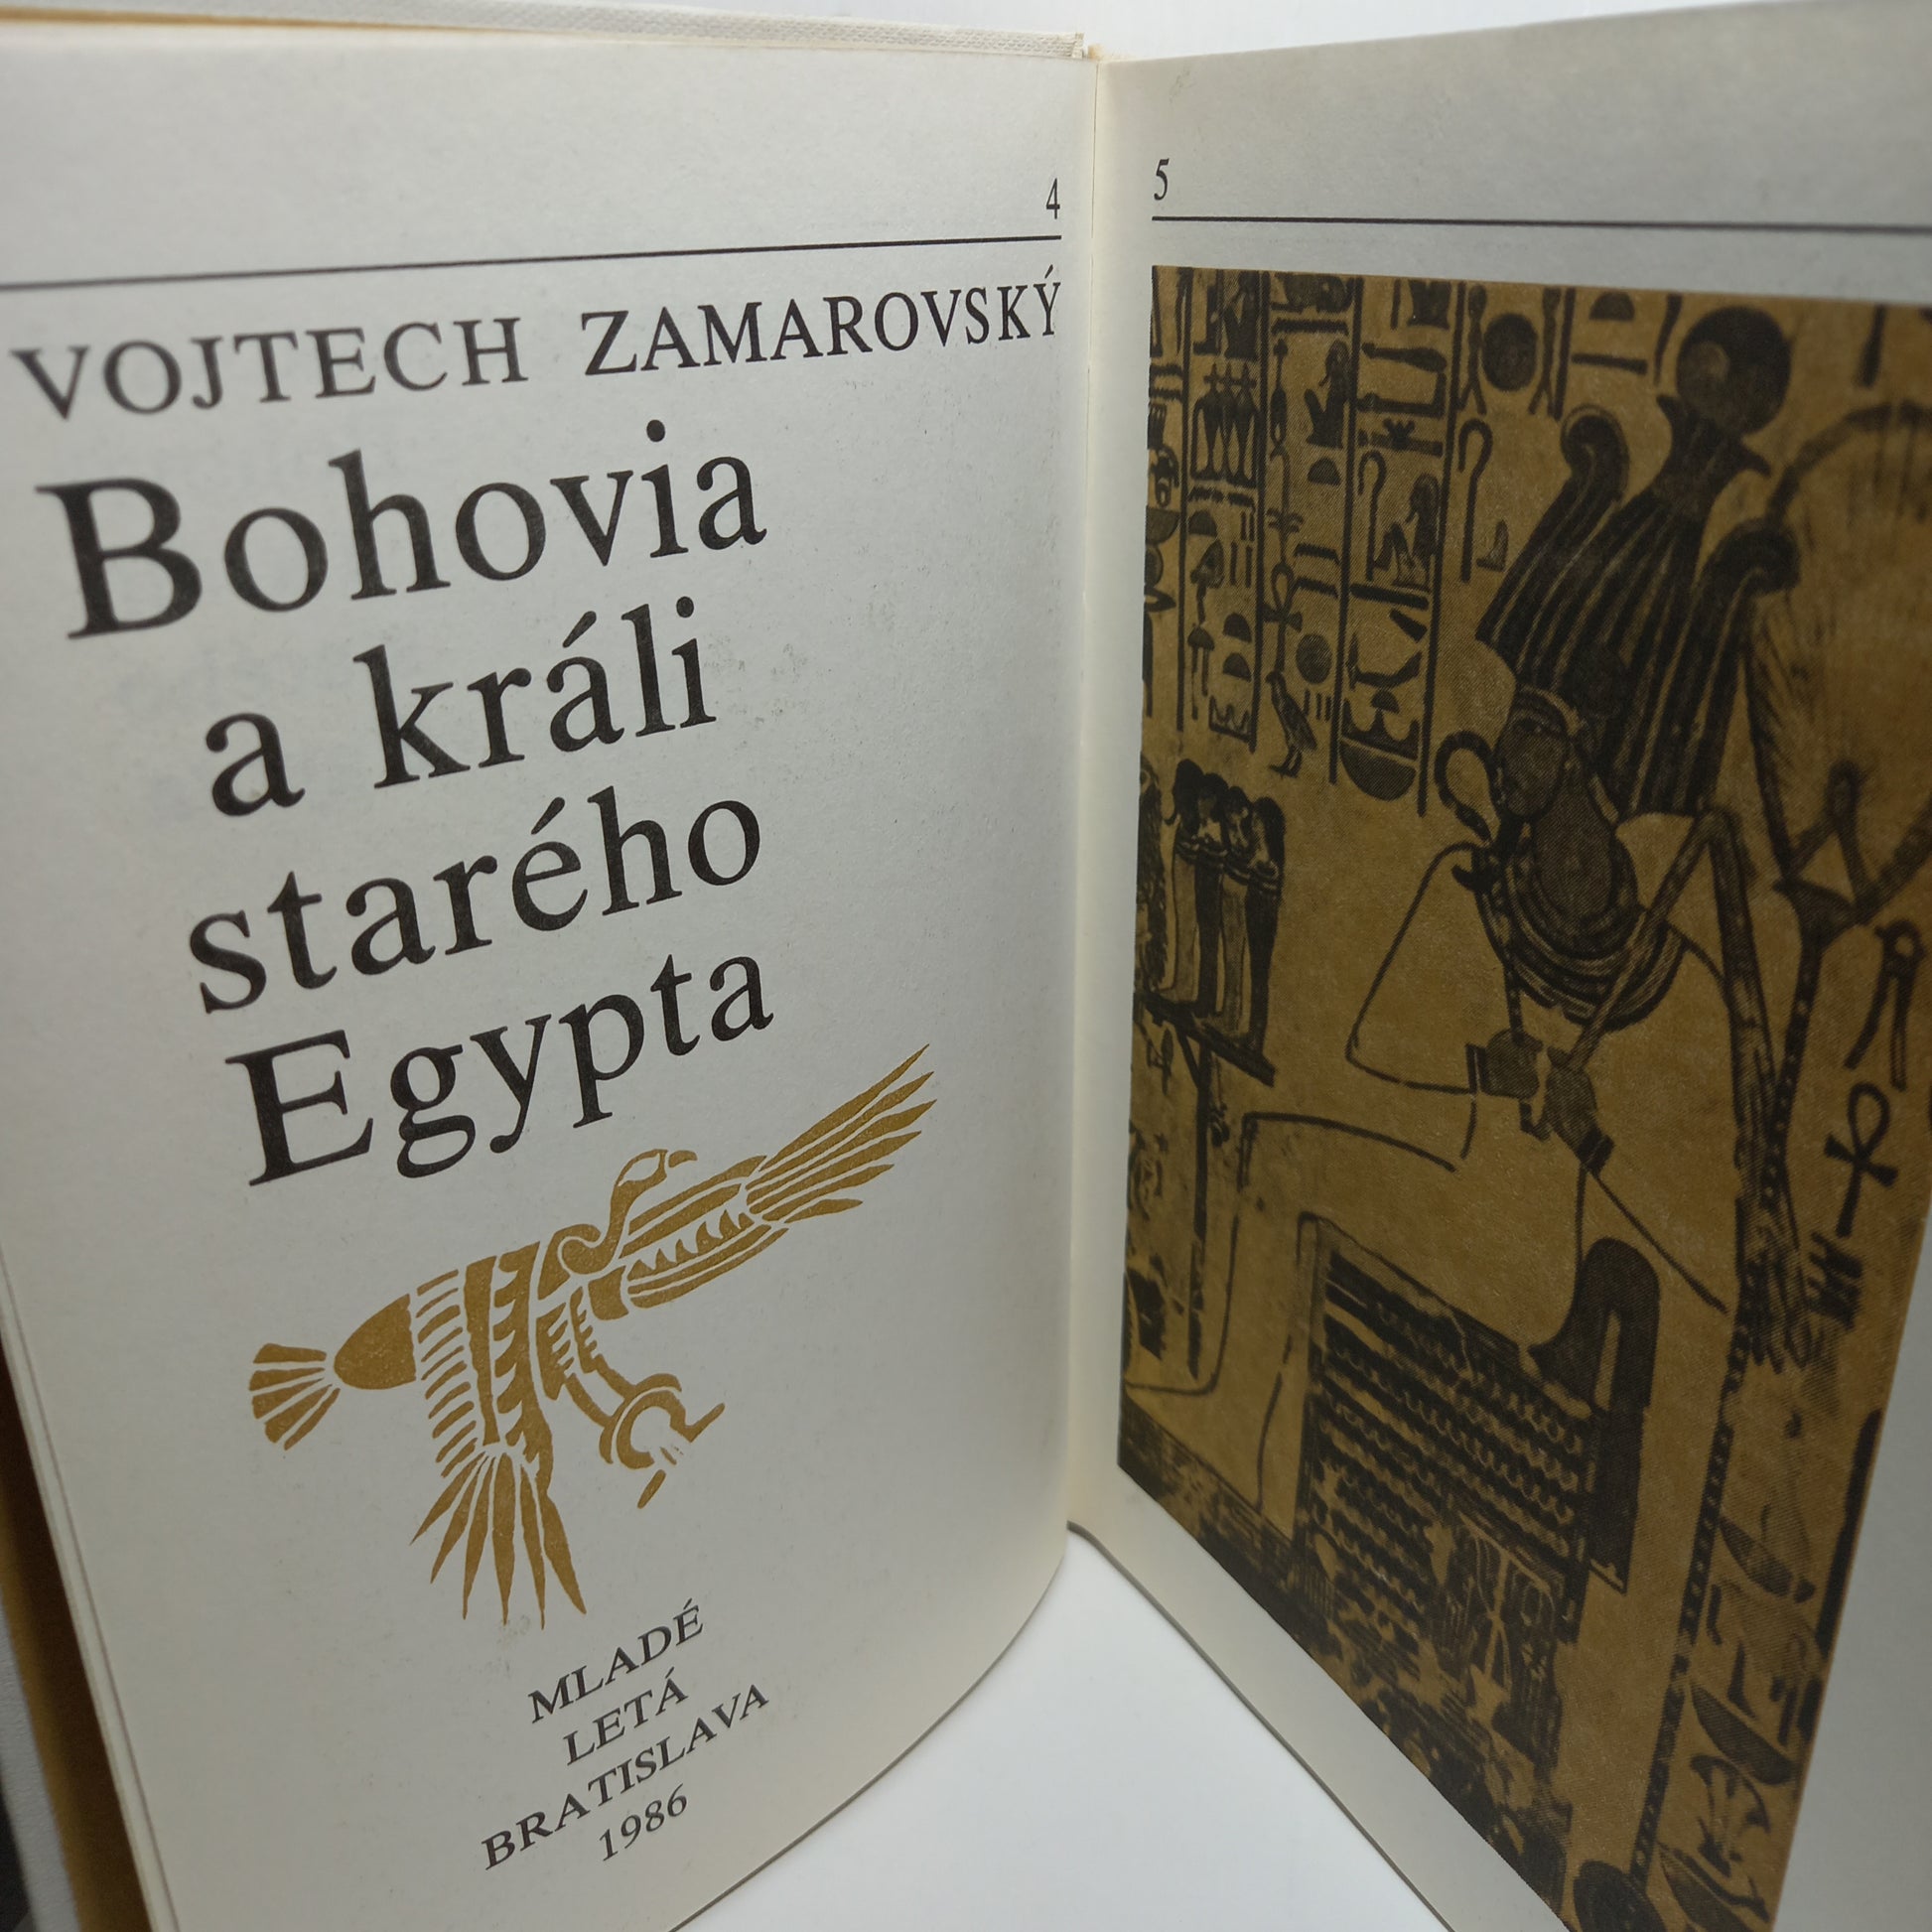 4
VOJTECH ZAMAROVSKÝ
Bohovia
a králi
starého
Egypta
MLADÉ
LETÁ
BRATISLAVA
1986
5